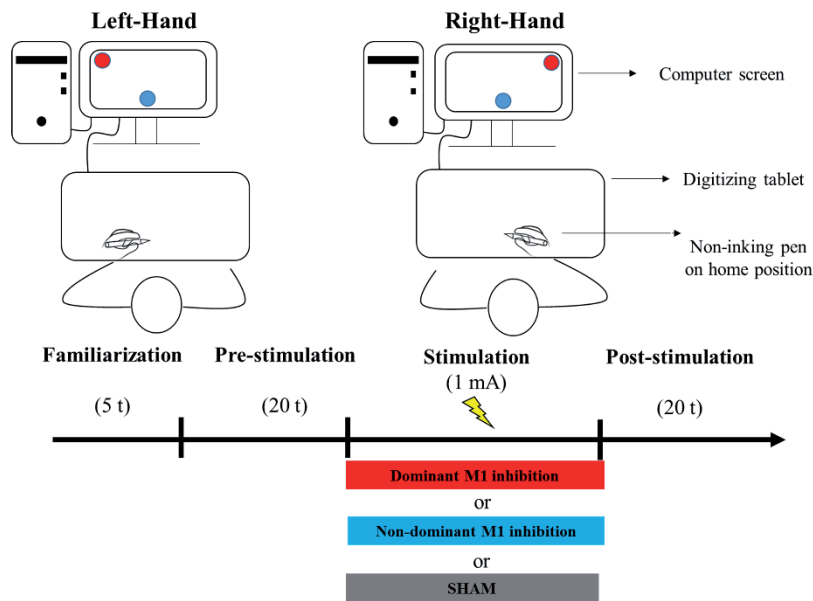 Left-Hand
Right-Hand
Computer screen
Digitizing tablet
Non-inking pen
on home position
Familiarization
Pre-stimulation
Stimulation
Post-stimulation
(5 t)
(20 t)
(1 mA)
(20 t)
Dominant M1 inhibition
or
Non-dominant M1 inhibition
or
SHAM